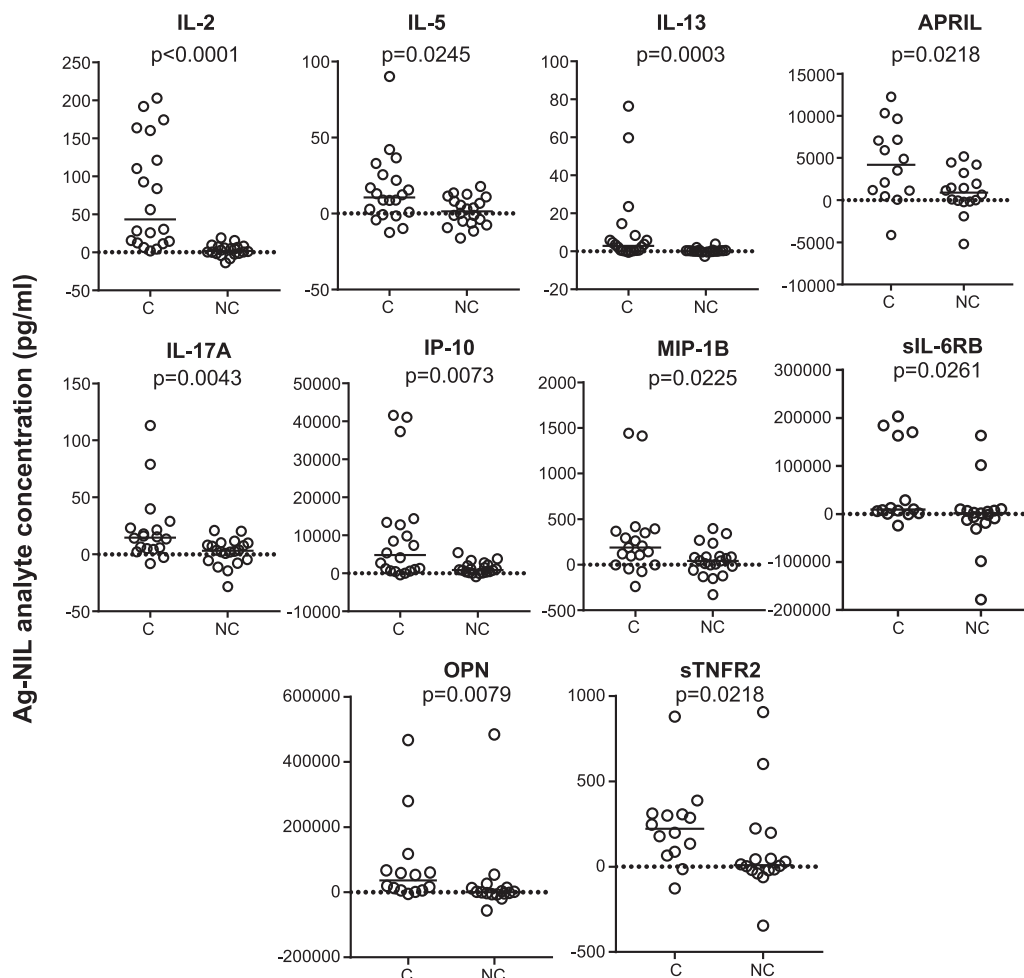 Ag-NIL analyte concentration (pg/ml)
IL-2
p<0.0001
250
200
150
100
50
0
-50
C NC
IL-5
p=0.0245
100
50
0
-50
C NC
IL-13
p=0.0003
100
80
60
40
20
0
20
C NC
APRIL
p=0.0218
15000
10000
5000
0
-5000
-10000
C NC
IL-17A
p=0.0043
150
100
50
0
-50
C NC
IP-10
p=0.0073
50000
40000
30000
20000
10000
0
-10000
C NC
MIP-1B
p=0.0225
2000
1500
1000
500
0
-500
C NC
sIL-6RB
p=0.0261
300000
200000
100000
0
-100000
-200000
C NC
OPN
p=0.0079
600000
400000
200000
0
-200000
C NC
sTNFR2
p=0.0218
1000
500
0
-500
C NC